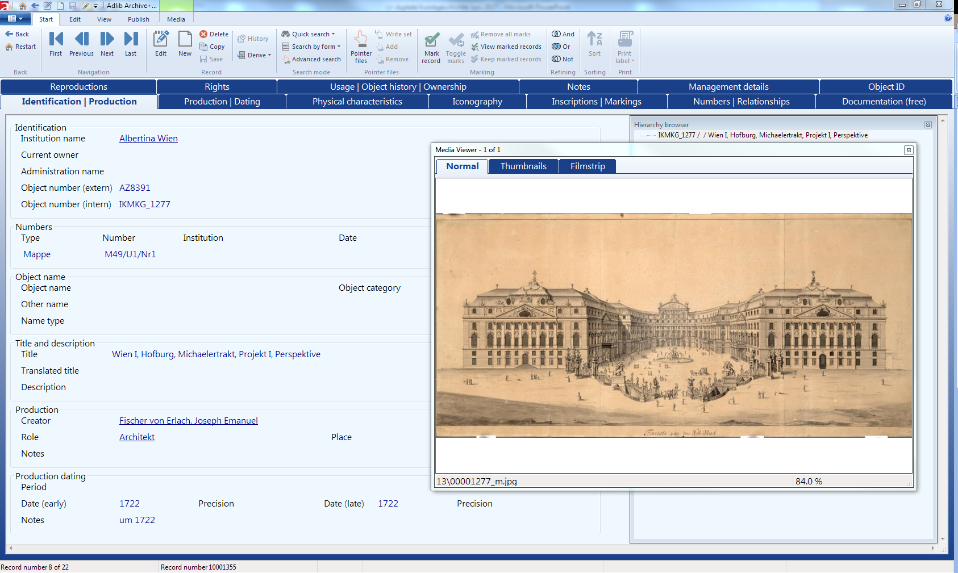 Adlib Archive+...
Start Edit View Publish Media
Back
Restart
Back
First Previous Next Last
Navigation
Edit New
Delete
Copy
Save
History
Derive
Record
Quick search
Search by form
Advanced search
Search mode
Pointer files
Write set
Add
Remove
Pointer files
Mark record
Toggle marks
Remove all marks
View marked records
Keep marked records
Marking
And
Or
Not
Refining
Sort
Sorting
Print label
Print
Reproductions Rights Usage | Object history | Ownership Notes Management details Object ID
Identification | Production Production | Dating Physical characteristics Iconography Inscriptions | Markings Numbers | Relationships Documentation (free)
Identification
Institution name Albertina Wien
Current owner
Administration name
Object number (extern) AZ8391
Object number (intern) IKMKG_1277
Numbers
Type Number Institution Date
Mappe M49/U1/Nr1
Object name
Object name Object category
Other name
Name type
Title and description
Title Wien I, Hofburg, Michaelertrakt, Projekt I, Perspektive
Translated title
Description
Production
Creator Fischer von Erlach, Joseph Emanuel
Role Architekt Place
Notes
Production dating
Period
Date (early) 1722 Precision Date (late) 1722 Precision
Notes um 1722
Hierarchy browser
IKMKG_1277 / / Wien I, Hofburg, Michaelertrakt, Projekt I, Perspektive
Media Viewer - 1 of 1
Normal Thumbnails Filmstrip
13\00001277_m.jpg 84.0 %
Record number 8 of 22 Record number 10001355